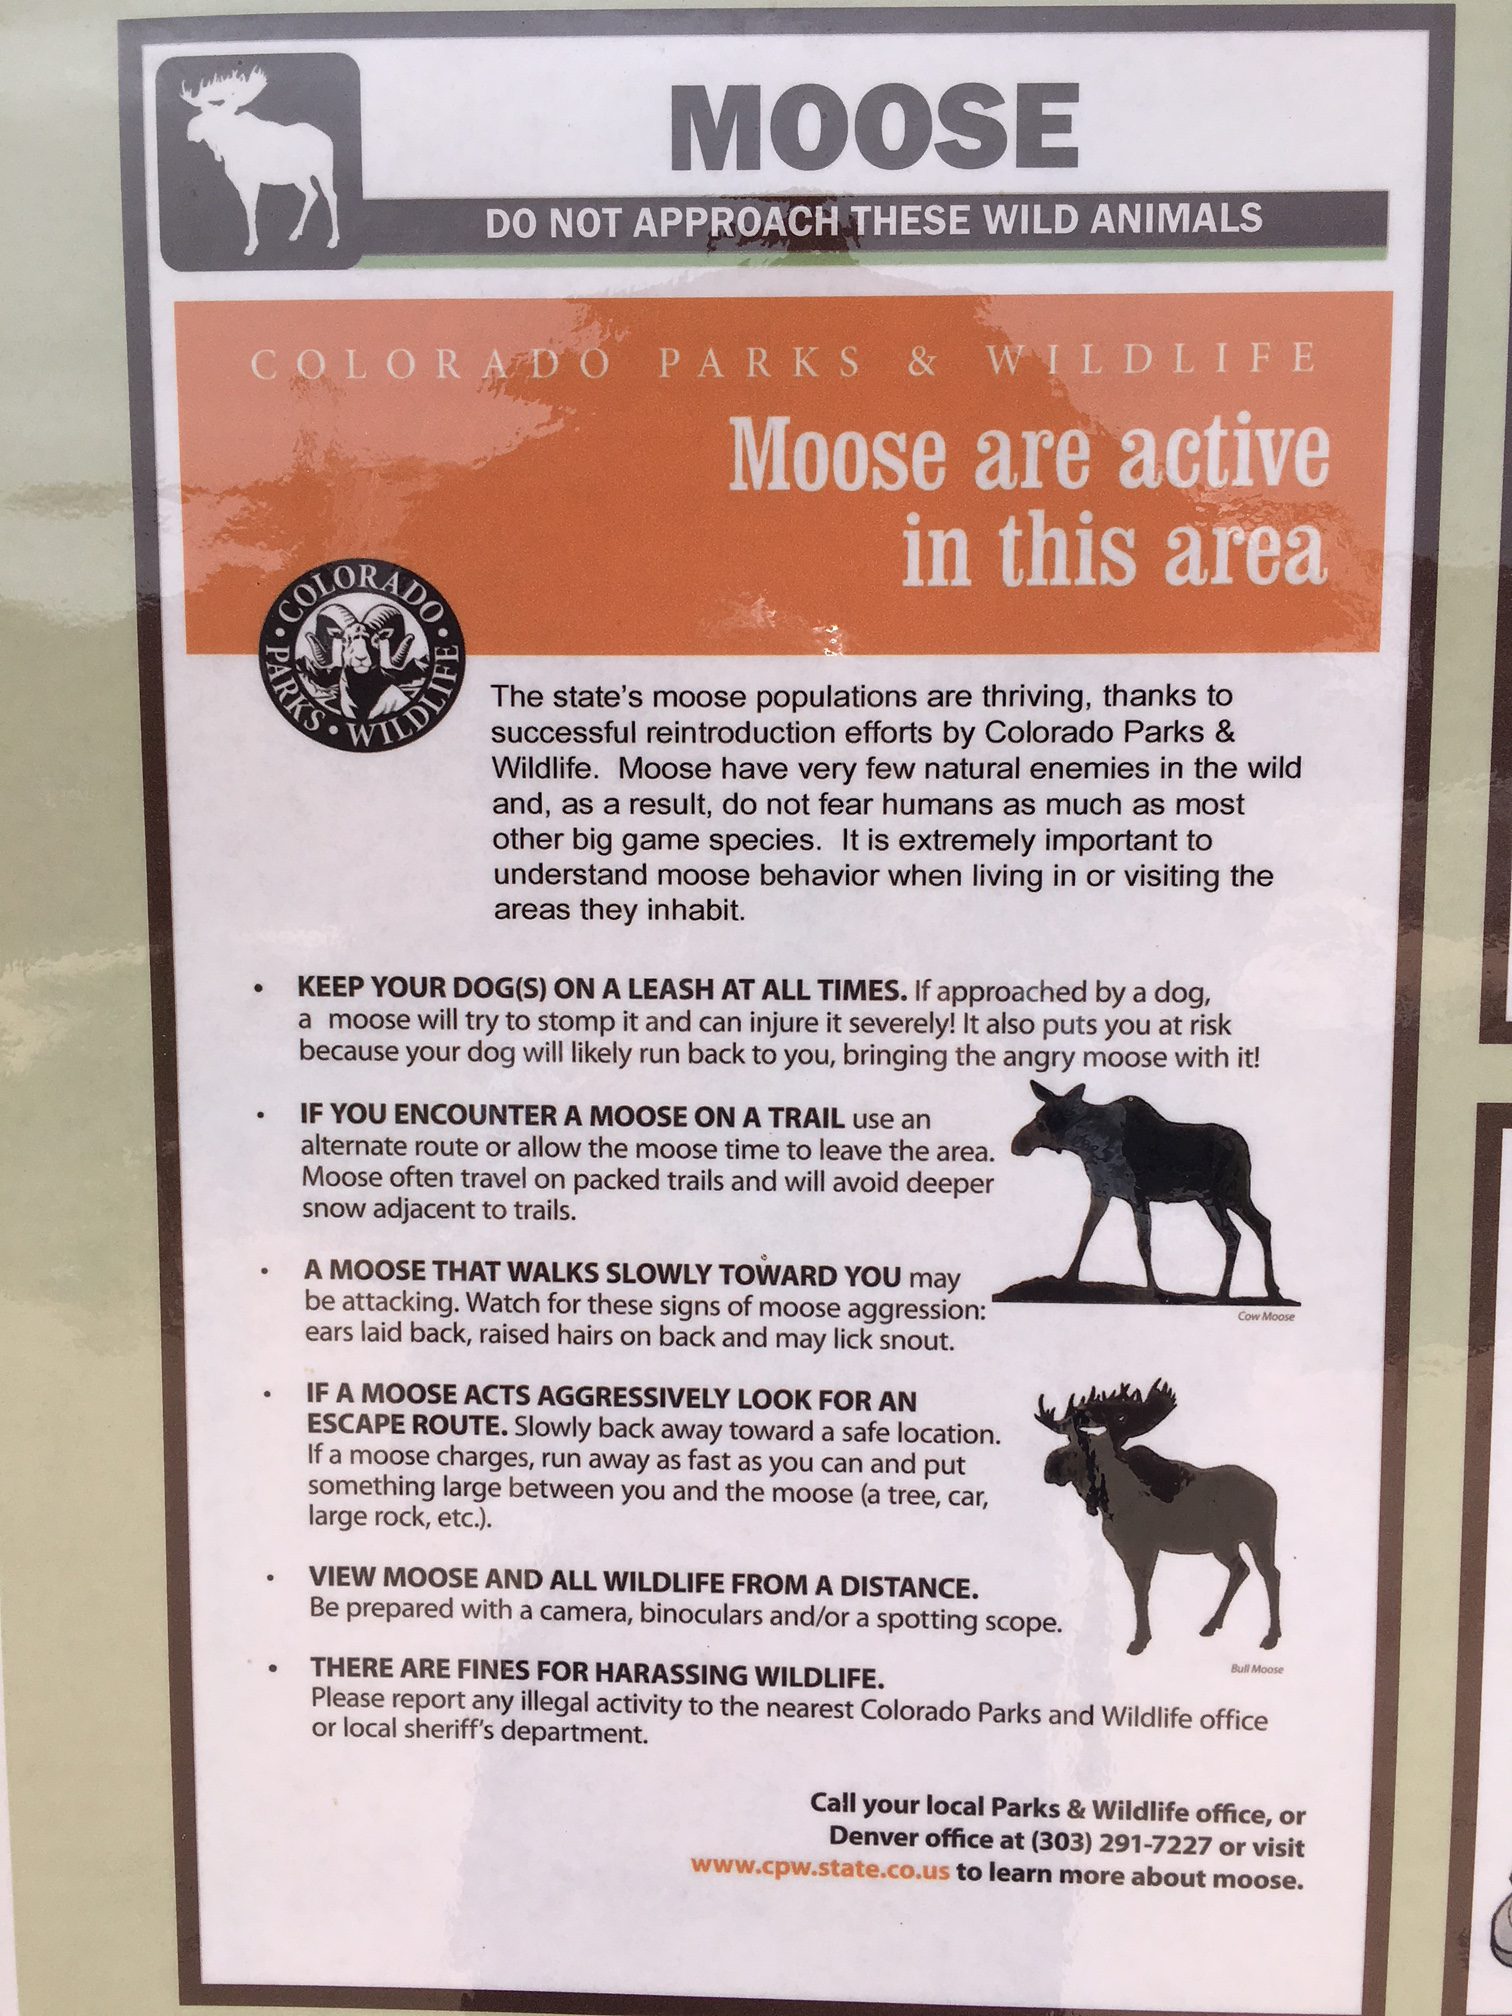 MOOSE
DO NOT APPROACH THESE WILD ANIMALS
COLORADO PARKS & WILDLIFE
Moose are active
in this area
COLORADO PARKS WILDLIFE
The state's moose populations are thriving, thanks to
successful reintroduction efforts by Colorado Parks &
Wildlife.  Moose have very few natural enemies in the wild
and, as a result, do not fear humans as much as most
other big game species.  It is extremely important to
understand moose behavior when living in or visiting the
areas they inhabit.
• KEEP YOUR DOG(S) ON A LEASH AT ALL TIMES. If approached by a dog,
a  moose will try to stomp it and can injure it severely! It also puts you at risk
because your dog will likely run back to you, bringing the angry moose with it!
• IF YOU ENCOUNTER A MOOSE ON A TRAIL use an
alternate route or allow the moose time to leave the area.
Moose often travel on packed trails and will avoid deeper
snow adjacent to trails.
• A MOOSE THAT WALKS SLOWLY TOWARD YOU may
be attacking. Watch for these signs of moose aggression:
ears laid back, raised hairs on back and may lick snout.
Cow Moose
• IF A MOOSE ACTS AGGRESSIVELY LOOK FOR AN
ESCAPE ROUTE. Slowly back away toward a safe location.
If a moose charges, run away as fast as you can and put
something large between you and the moose (a tree, car,
large rock, etc.).
• VIEW MOOSE AND ALL WILDLIFE FROM A DISTANCE.
Be prepared with a camera, binoculars and/or a spotting scope.
Bull Moose
• THERE ARE FINES FOR HARASSING WILDLIFE.
Please report any illegal activity to the nearest Colorado Parks and Wildlife office
or local sheriff's department.
Call your local Parks & Wildlife office, or
Denver office at (303) 291-7227 or visit
www.cpw.state.co.us to learn more about moose.